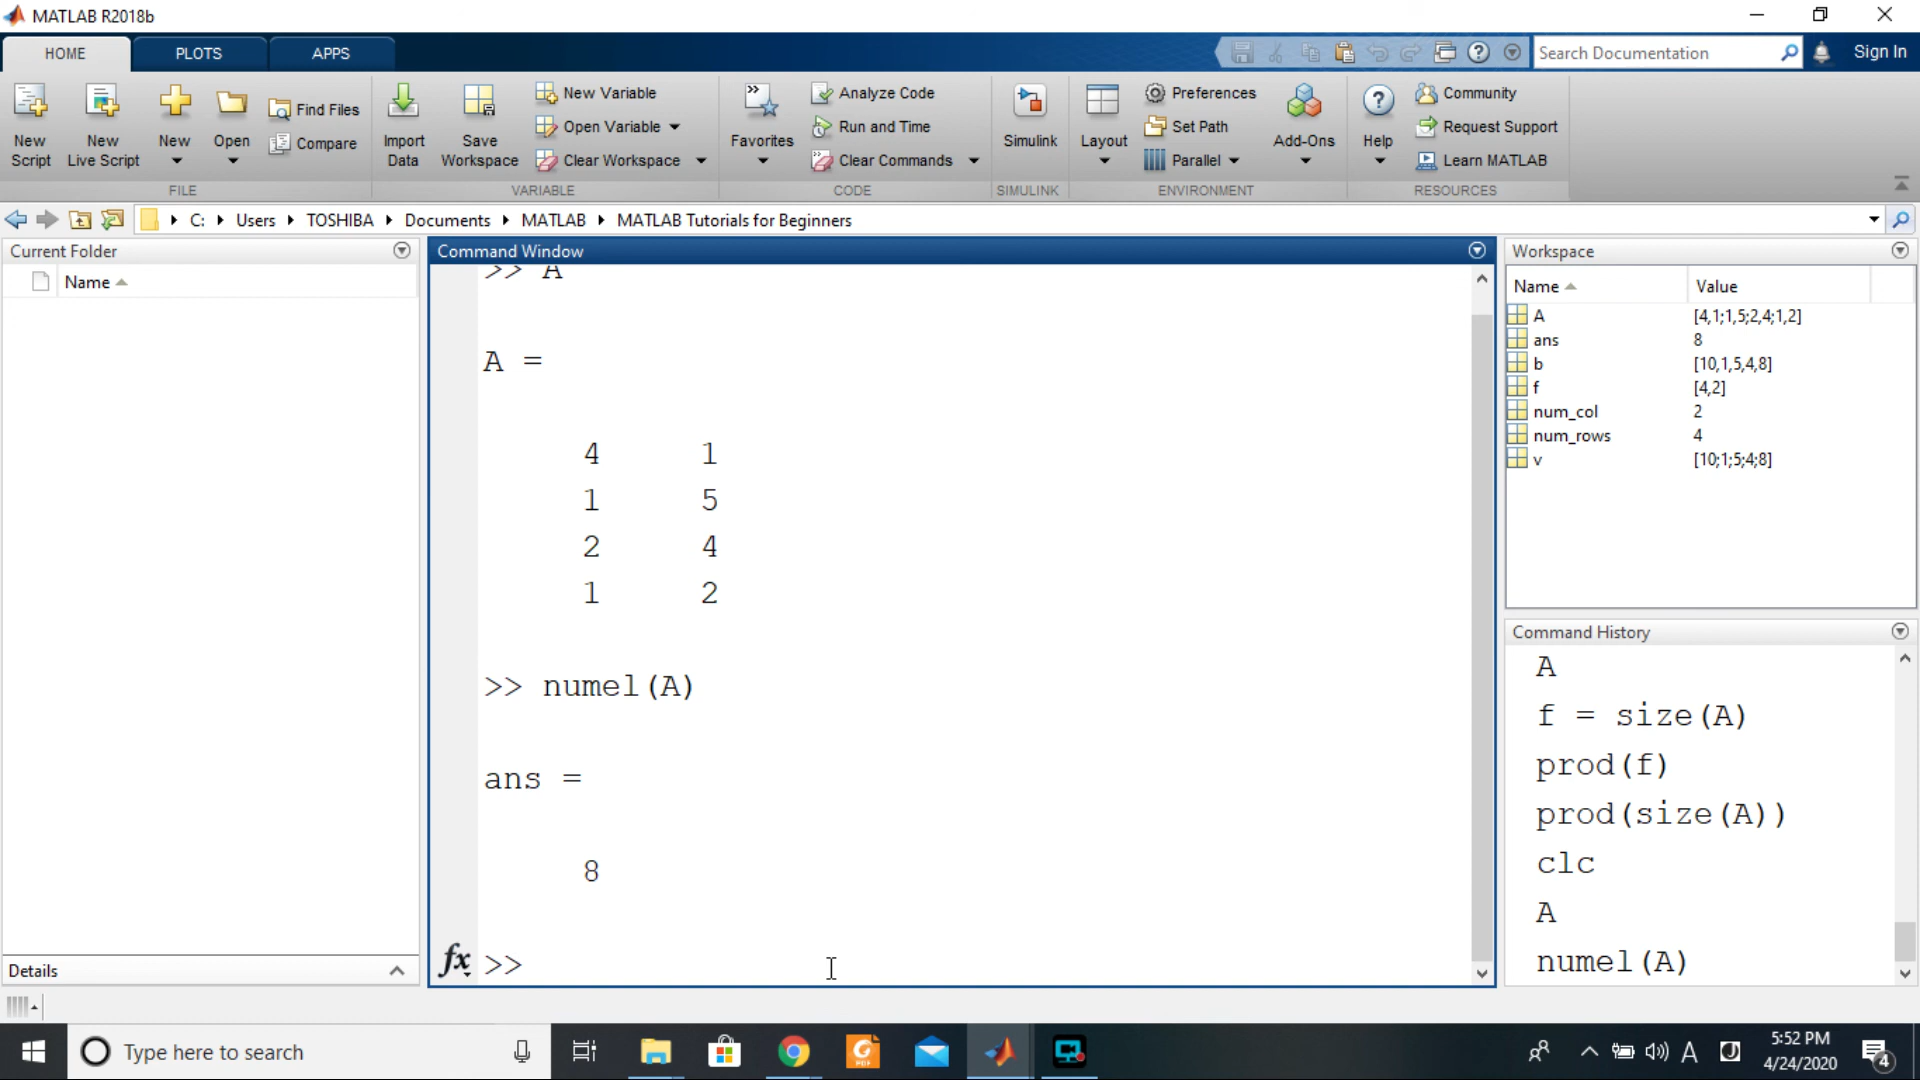 MATLAB R2018b
HOME PLOTS APPS
Search Documentation Sign In
New Script
New Live Script
New
Open
Find Files
Compare
FILE
Import Data
Save Workspace
New Variable
Open Variable
Clear Workspace
VARIABLE
Favorites
Analyze Code
Run and Time
Clear Commands
CODE
Simulink
SIMULINK
Layout
Preferences
Set Path
Parallel
Add-Ons
ENVIRONMENT
Help
Community
Request Support
Learn MATLAB
RESOURCES
C: Users TOSHIBA Documents MATLAB MATLAB Tutorials for Beginners
Current Folder
Name
Details
Command Window
>> A
A =
4 1
1 5
2 4
1 2
>> numel(A)
ans =
8
fx >>
Workspace
Name Value
A [4,1;1,5;2,4;1,2]
ans 8
b [10,1,5,4,8]
f [4,2]
num_col 2
num_rows 4
v [10;1;5;4;8]
Command History
A
f = size(A)
prod(f)
prod(size(A))
clc
A
numel(A)
Type here to search
PDF
A
J
5:52 PM
4/24/2020
4